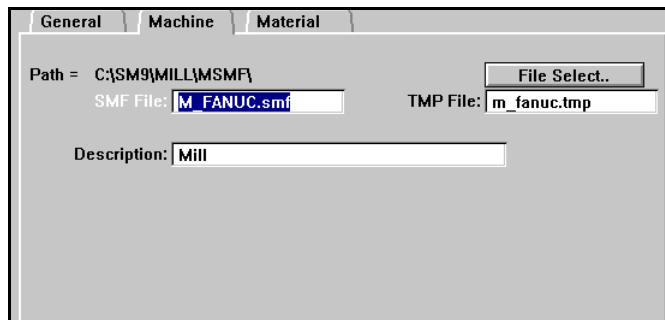 General Machine Material
Path = C:\SM9\MILL\MSMF\ File Select..
SMF File: M_FANUC.smf TMP File: m_fanuc.tmp
Description: Mill